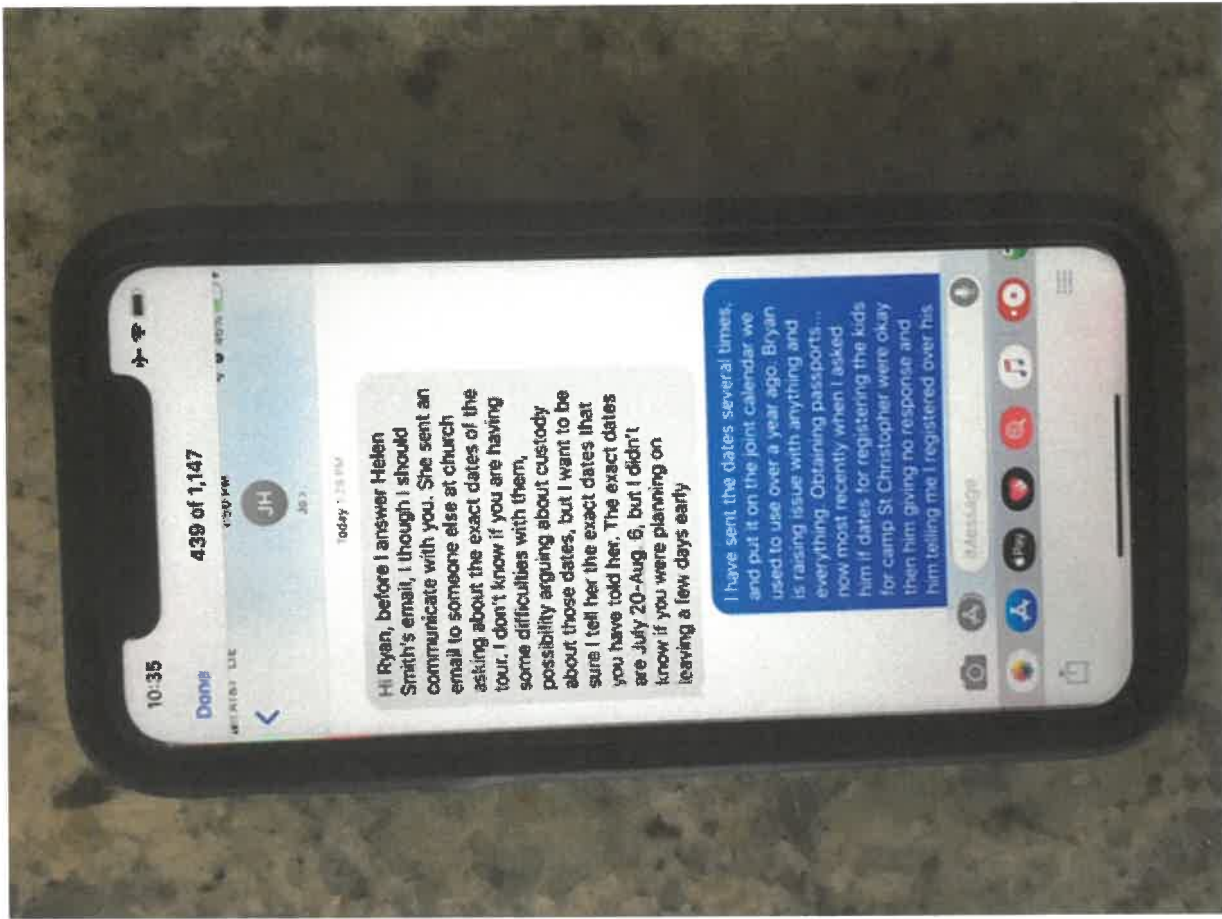 10:35
Done
439 of 1,147
LTE
46%
JH
Today
Hi Ryan, before I answer Helen
Smith's email, I though I should
communicate with you. She sent an
email to someone else at church
asking about the exact dates of the
tour. I don't know if you are having
some difficulties with them,
possibility arguing about custody
about those dates, but I want to be
sure I tell her the exact dates that
you have told her. The exact dates
are July 20-Aug. 6, but I didn't
know if you were planning on
leaving a few days early
I have sent the dates several times,
and put it on the joint calendar we
used to use over a year ago. Bryan
is raising issue with anything and
everything. Obtaining passports...
now most recently when I asked
him if dates for registering the kids
for camp St Christopher were okay
then him giving no response and
him telling me I registered over his
iMessage
Pay